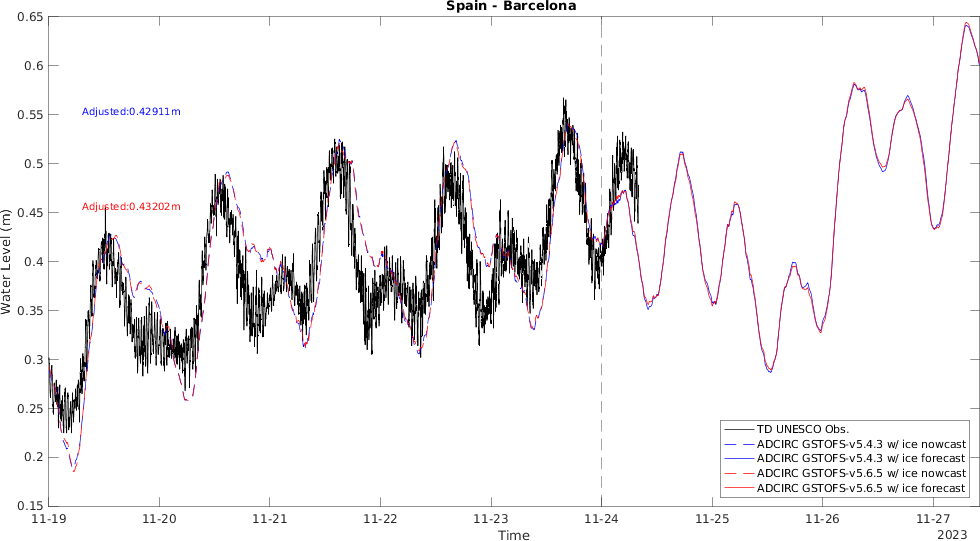 Spain - Barcelona
0.65
0.6
0.55
0.5
0.45
0.4
0.35
0.3
0.25
0.2
0.15
Water Level (m)
Adjusted:0.42911m
Adjusted:0.43202m
TD UNESCO Obs.
ADCIRC GSTOFS-v5.4.3 w/ ice nowcast
ADCIRC GSTOFS-v5.4.3 w/ ice forecast
ADCIRC GSTOFS-v5.6.5 w/ ice nowcast
ADCIRC GSTOFS-v5.6.5 w/ ice forecast
11-19 11-20 11-21 11-22 11-23 11-24 11-25 11-26 11-27
Time
2023